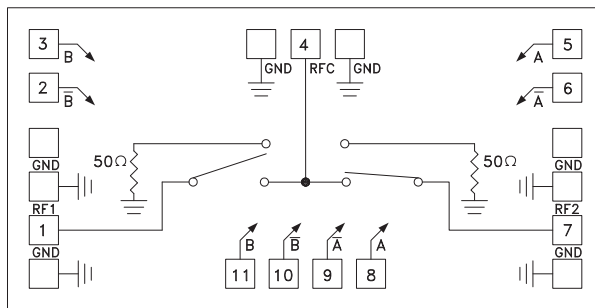 3 B
4
5 A
GND RFC GND
2 B̅
6 A̅
50Ω
50Ω
GND
GND
RF1
RF2
1
7
GND
GND
B B̅ A̅ A
11 10 9 8